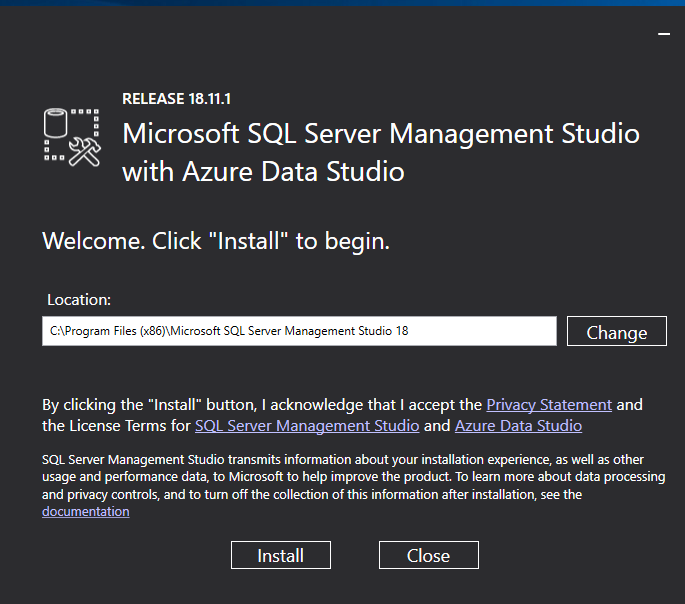 RELEASE 18.11.1
Microsoft SQL Server Management Studio
with Azure Data Studio
Welcome. Click "Install" to begin.
Location:
C:\Program Files (x86)\Microsoft SQL Server Management Studio 18
Change
By clicking the "Install" button, I acknowledge that I accept the Privacy Statement and
the License Terms for SQL Server Management Studio and Azure Data Studio
SQL Server Management Studio transmits information about your installation experience, as well as other
usage and performance data, to Microsoft to help improve the product. To learn more about data processing
and privacy controls, and to turn off the collection of this information after installation, see the
documentation
Install Close